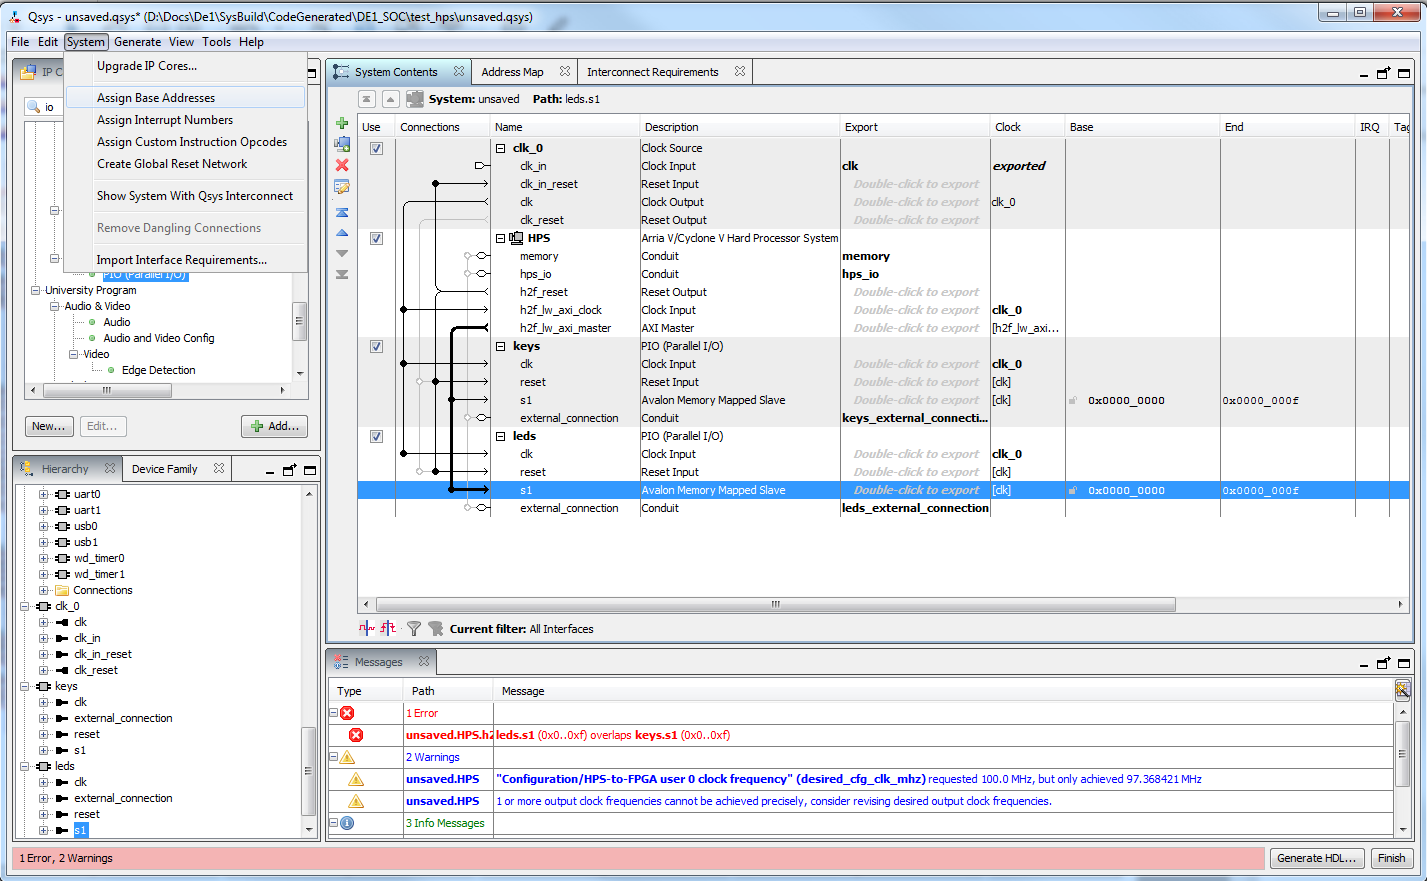 Qsys - unsaved.qsys* (D:\Docs\De1\SysBuild\CodeGenerated\DE1_SOC\test_hps\unsaved.qsys)
File Edit System Generate View Tools Help
Upgrade IP Cores...
Assign Base Addresses
Assign Interrupt Numbers
Assign Custom Instruction Opcodes
Create Global Reset Network
Show System With Qsys Interconnect
Remove Dangling Connections
Import Interface Requirements...
IP C
io
PIO (Parallel I/O)
University Program
Audio & Video
Audio
Audio and Video Config
Video
Edge Detection
New... Edit... Add...
Hierarchy Device Family
uart0
uart1
usb0
usb1
wd_timer0
wd_timer1
Connections
clk_0
clk
clk_in
clk_in_reset
clk_reset
keys
clk
external_connection
reset
s1
leds
clk
external_connection
reset
s1
System Contents Address Map Interconnect Requirements
System: unsaved Path: leds.s1
Use Connections Name Description Export Clock Base End IRQ Tag
clk_0 Clock Source
clk_in Clock Input clk exported
clk_in_reset Reset Input Double-click to export
clk Clock Output Double-click to export clk_0
clk_reset Reset Output Double-click to export
HPS Arria V/Cyclone V Hard Processor System
memory Conduit memory
hps_io Conduit hps_io
h2f_reset Reset Output Double-click to export
h2f_lw_axi_clock Clock Input Double-click to export clk_0
h2f_lw_axi_master AXI Master Double-click to export [h2f_lw_axi...
keys PIO (Parallel I/O)
clk Clock Input Double-click to export clk_0
reset Reset Input Double-click to export [clk]
s1 Avalon Memory Mapped Slave Double-click to export [clk] 0x0000_0000 0x0000_000f
external_connection Conduit keys_external_connecti...
leds PIO (Parallel I/O)
clk Clock Input Double-click to export clk_0
reset Reset Input Double-click to export [clk]
s1 Avalon Memory Mapped Slave Double-click to export [clk] 0x0000_0000 0x0000_000f
external_connection Conduit leds_external_connection
Current filter: All Interfaces
Messages
Type Path Message
1 Error
unsaved.HPS.h2 leds.s1 (0x0..0xf) overlaps keys.s1 (0x0..0xf)
2 Warnings
unsaved.HPS "Configuration/HPS-to-FPGA user 0 clock frequency" (desired_cfg_clk_mhz) requested 100.0 MHz, but only achieved 97.368421 MHz
unsaved.HPS 1 or more output clock frequencies cannot be achieved precisely, consider revising desired output clock frequencies.
3 Info Messages
1 Error, 2 Warnings
Generate HDL... Finish